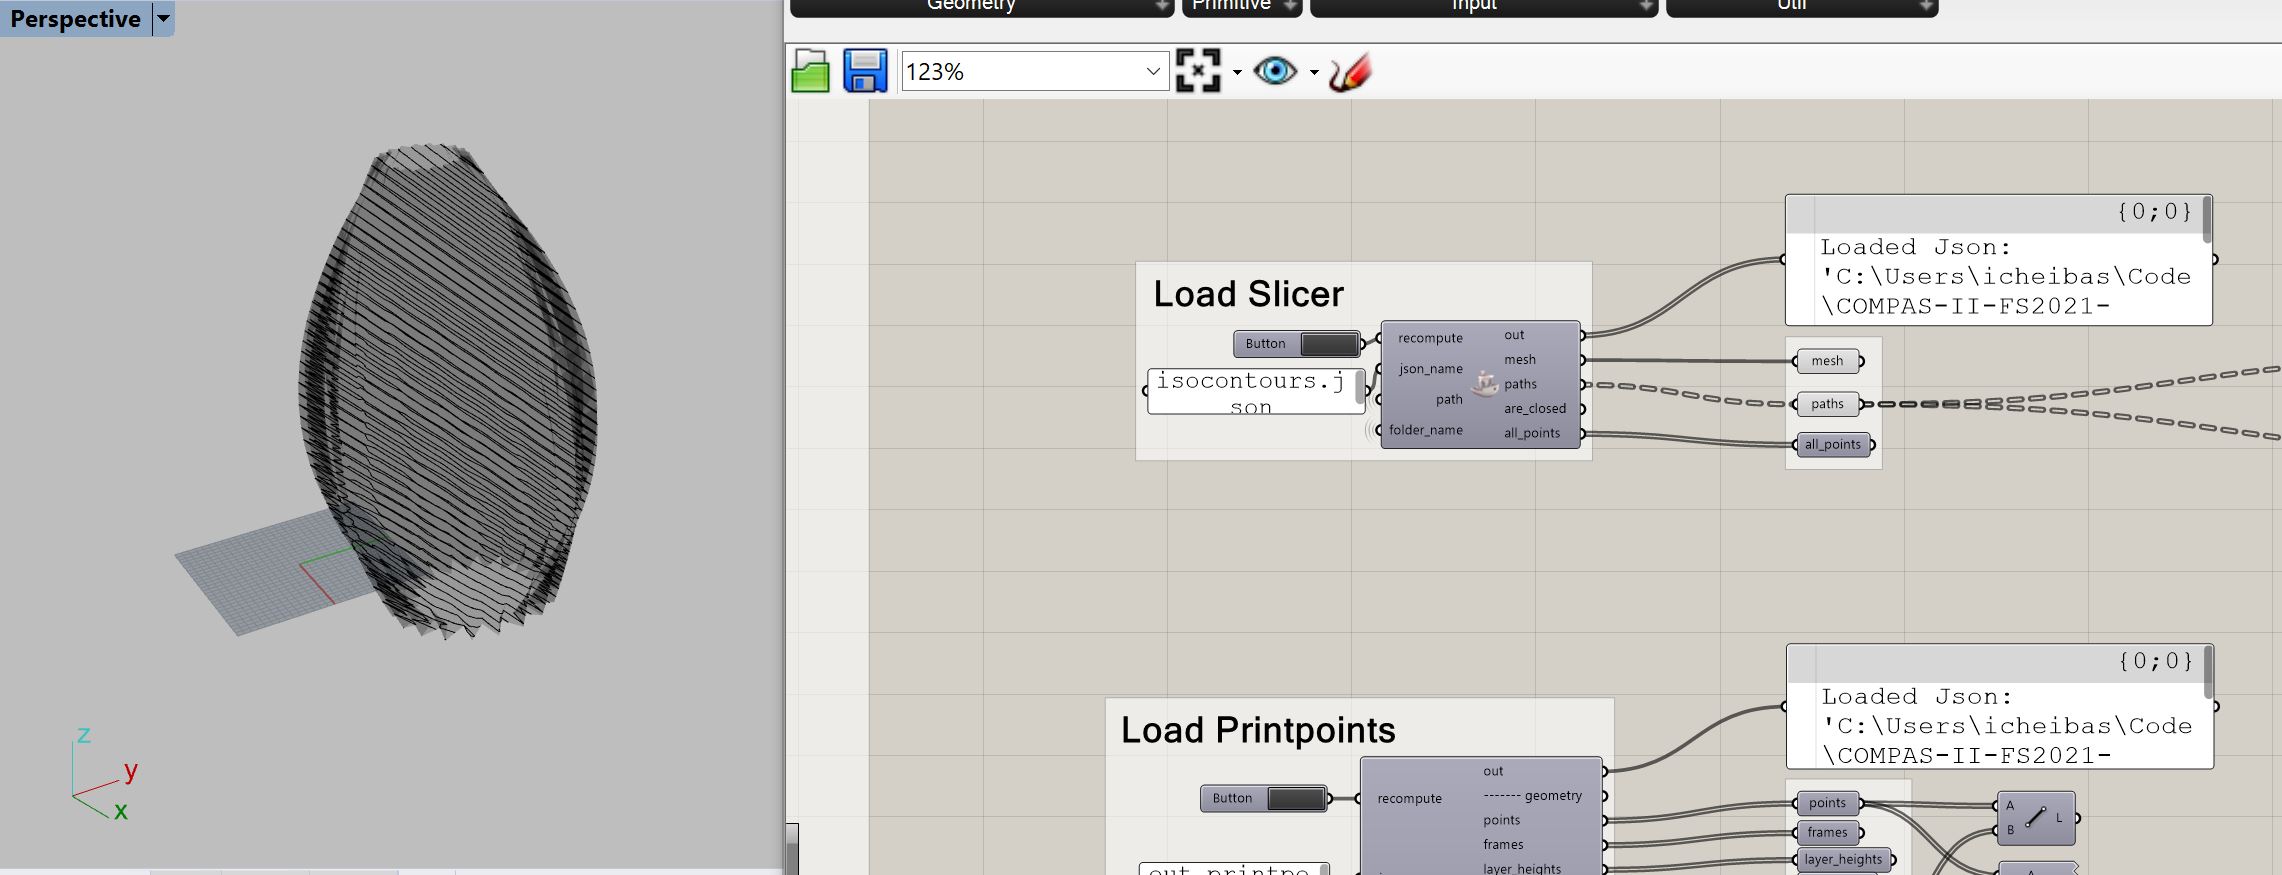 Perspective
Geometry
Primitive
Input
Util
123%
{0;0}
Loaded Json:
'C:\Users\icheibas\Code
\COMPAS-II-FS2021-
Load Slicer
Button
isocontours.j
son
recompute
json_name
path
folder_name
out
mesh
paths
are_closed
all_points
mesh
paths
all_points
{0;0}
Loaded Json:
'C:\Users\icheibas\Code
\COMPAS-II-FS2021-
Load Printpoints
Button
recompute
out
------- geometry
points
frames
layer_heights
points
frames
layer_heights
A
B
L
z
y
x